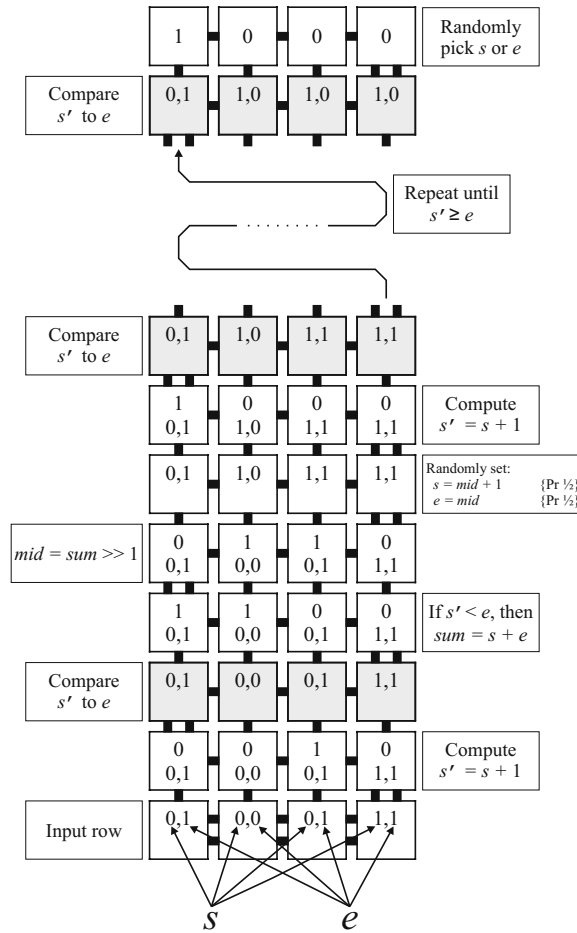 1 0 0 0
Randomly
pick s or e
Compare
s′ to e
0,1 1,0 1,0 1,0
Repeat until
s′ ≥ e
. . . . . . . .
Compare
s′ to e
0,1 1,0 1,1 1,1
1 0 0 0
0,1 1,0 1,1 1,1
Compute
s′ = s + 1
0,1 1,0 1,1 1,1
Randomly set:
s = mid + 1 {Pr ½}
e = mid {Pr ½}
mid = sum >> 1
0 1 1 0
0,1 0,0 0,1 1,1
1 1 0 0
0,1 0,0 0,1 1,1
If s′ < e, then
sum = s + e
Compare
s′ to e
0,1 0,0 0,1 1,1
0 0 1 0
0,1 0,0 0,1 1,1
Compute
s′ = s + 1
Input row
0,1 0,0 0,1 1,1
s e